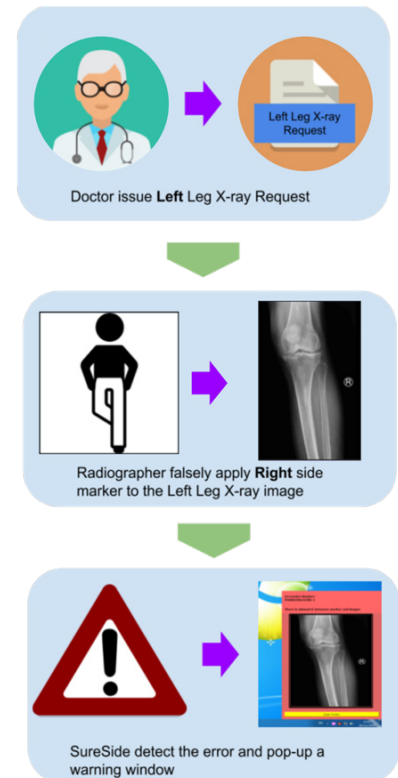 Left Leg X-ray
Request
Doctor issue Left Leg X-ray Request
R
Radiographer falsely apply Right side
marker to the Left Leg X-ray image
R
SureSide detect the error and pop-up a
warning window